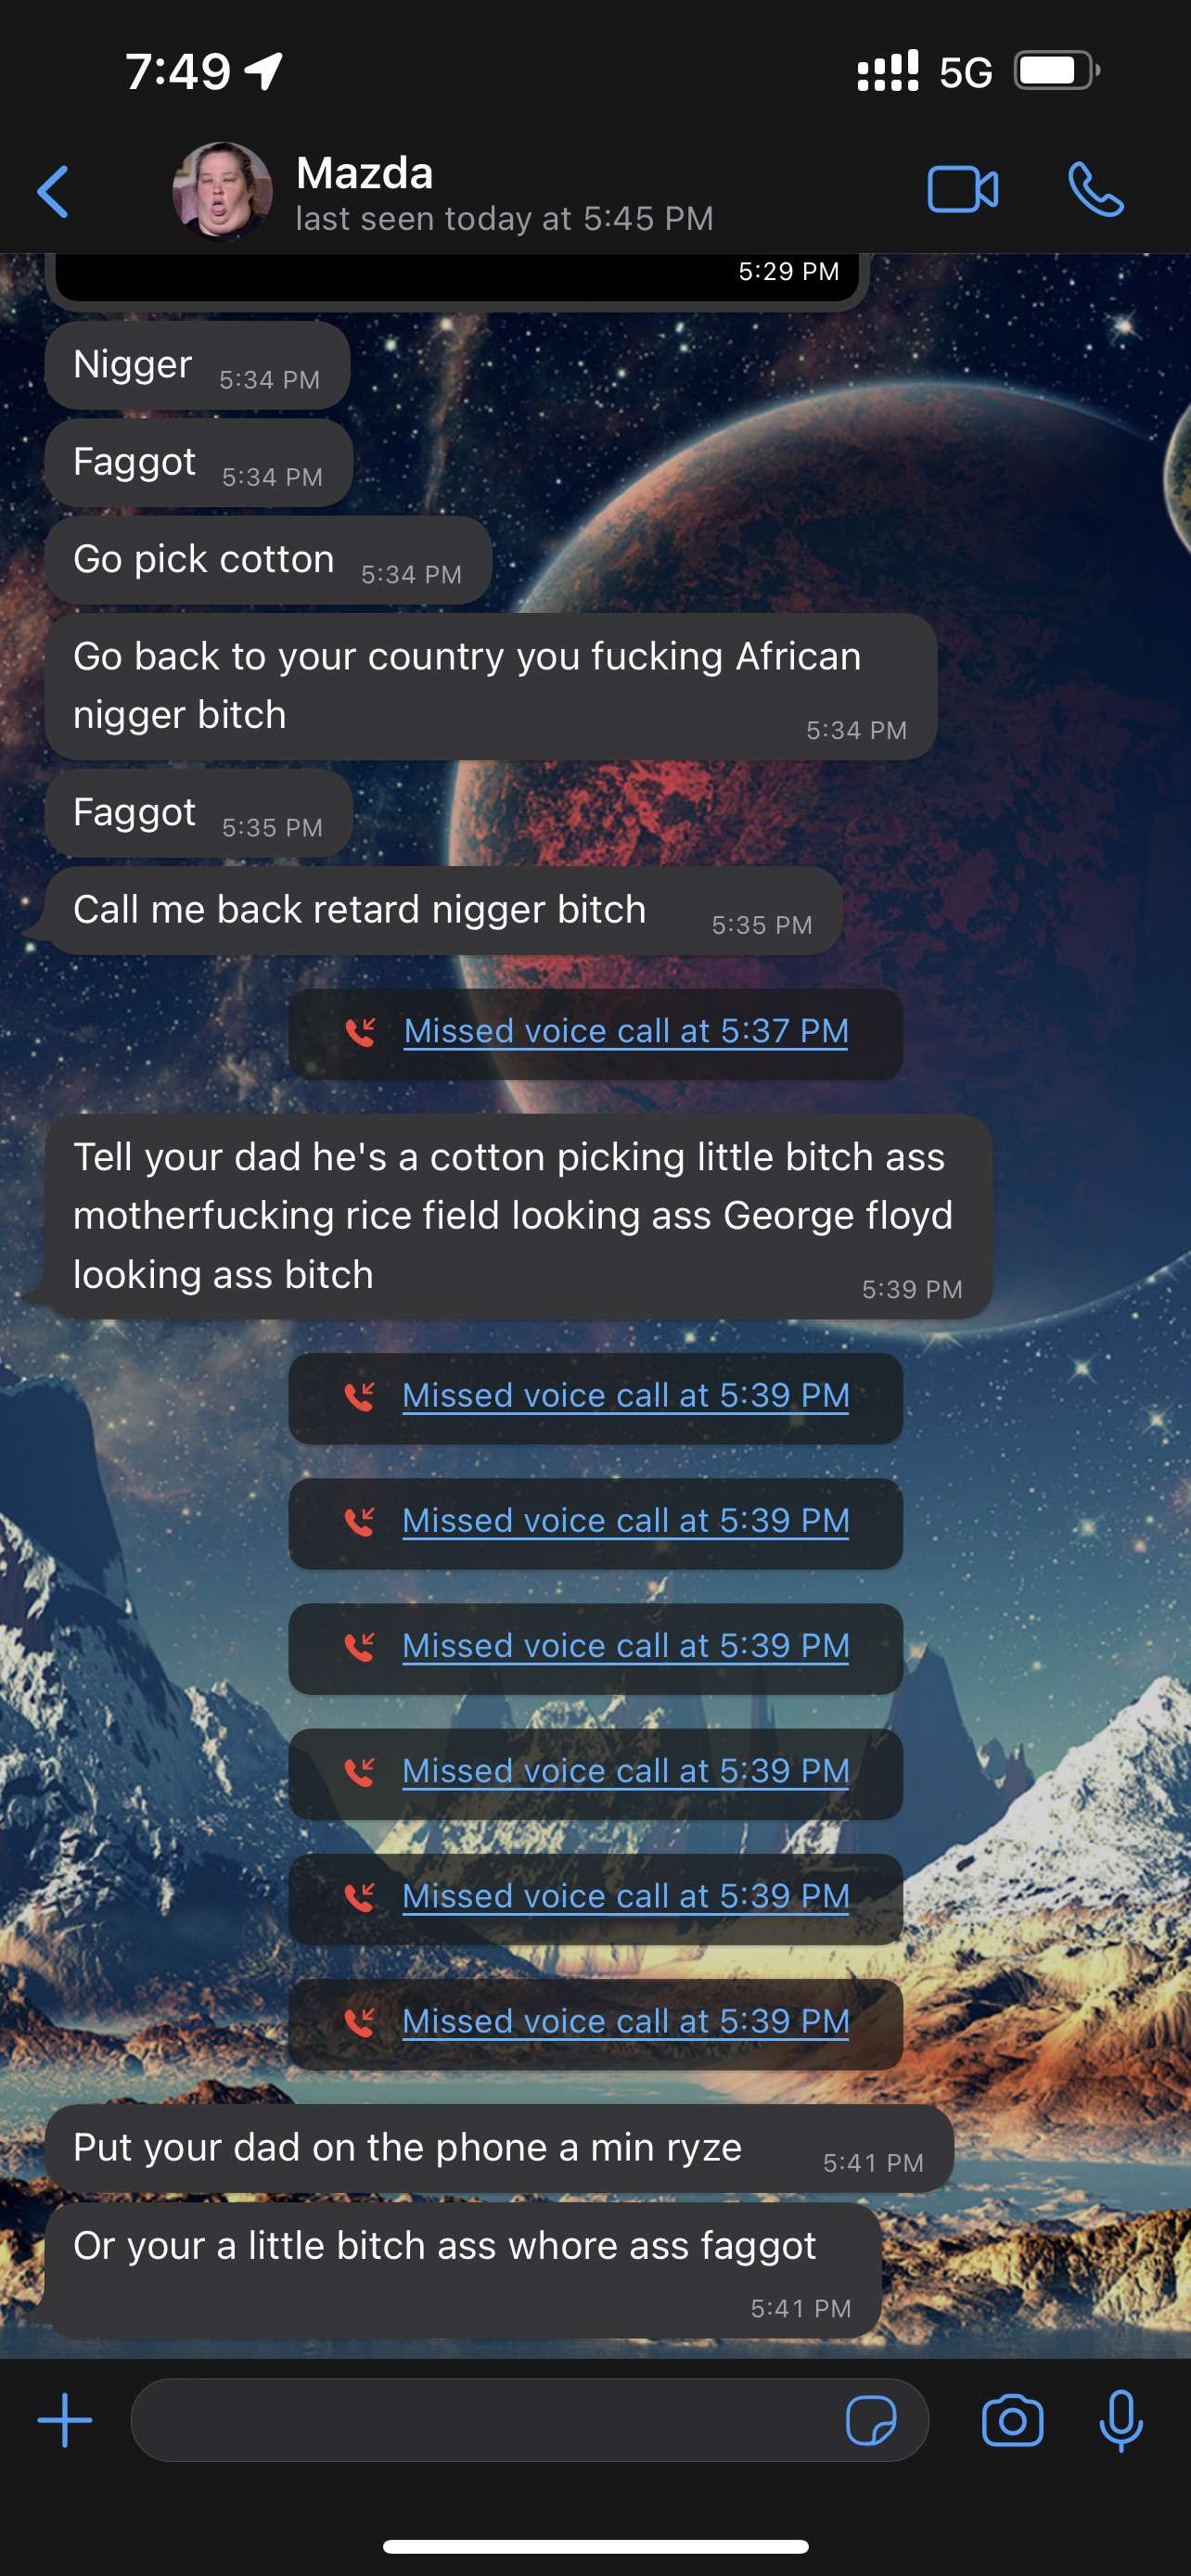 7:49
5G
Mazda
last seen today at 5:45 PM
5:29 PM
Nigger 5:34 PM
Faggot 5:34 PM
Go pick cotton 5:34 PM
Go back to your country you fucking African
nigger bitch 5:34 PM
Faggot 5:35 PM
Call me back retard nigger bitch 5:35 PM
Missed voice call at 5:37 PM
Tell your dad he's a cotton picking little bitch ass
motherfucking rice field looking ass George floyd
looking ass bitch 5:39 PM
Missed voice call at 5:39 PM
Missed voice call at 5:39 PM
Missed voice call at 5:39 PM
Missed voice call at 5:39 PM
Missed voice call at 5:39 PM
Missed voice call at 5:39 PM
Put your dad on the phone a min ryze 5:41 PM
Or your a little bitch ass whore ass faggot
5:41 PM